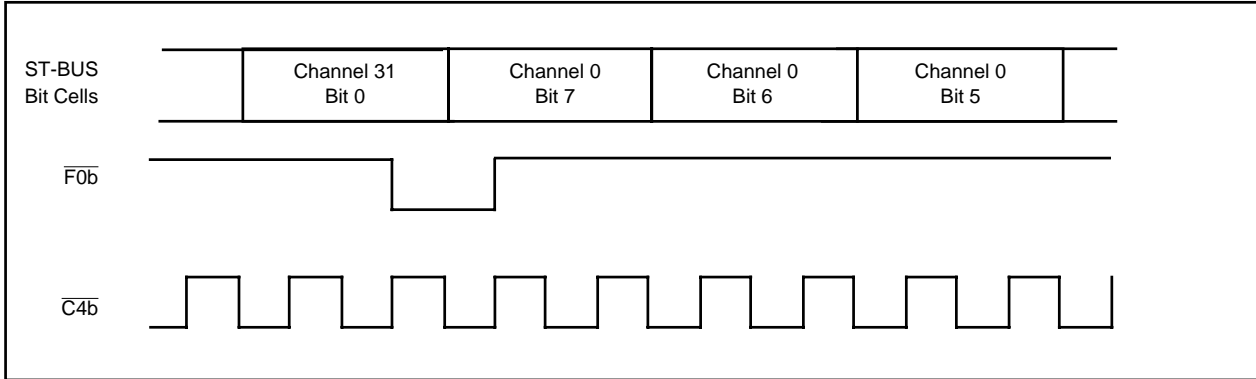 ST-BUS
Bit Cells
Channel 31
Bit 0
Channel 0
Bit 7
Channel 0
Bit 6
Channel 0
Bit 5
F0b
C4b